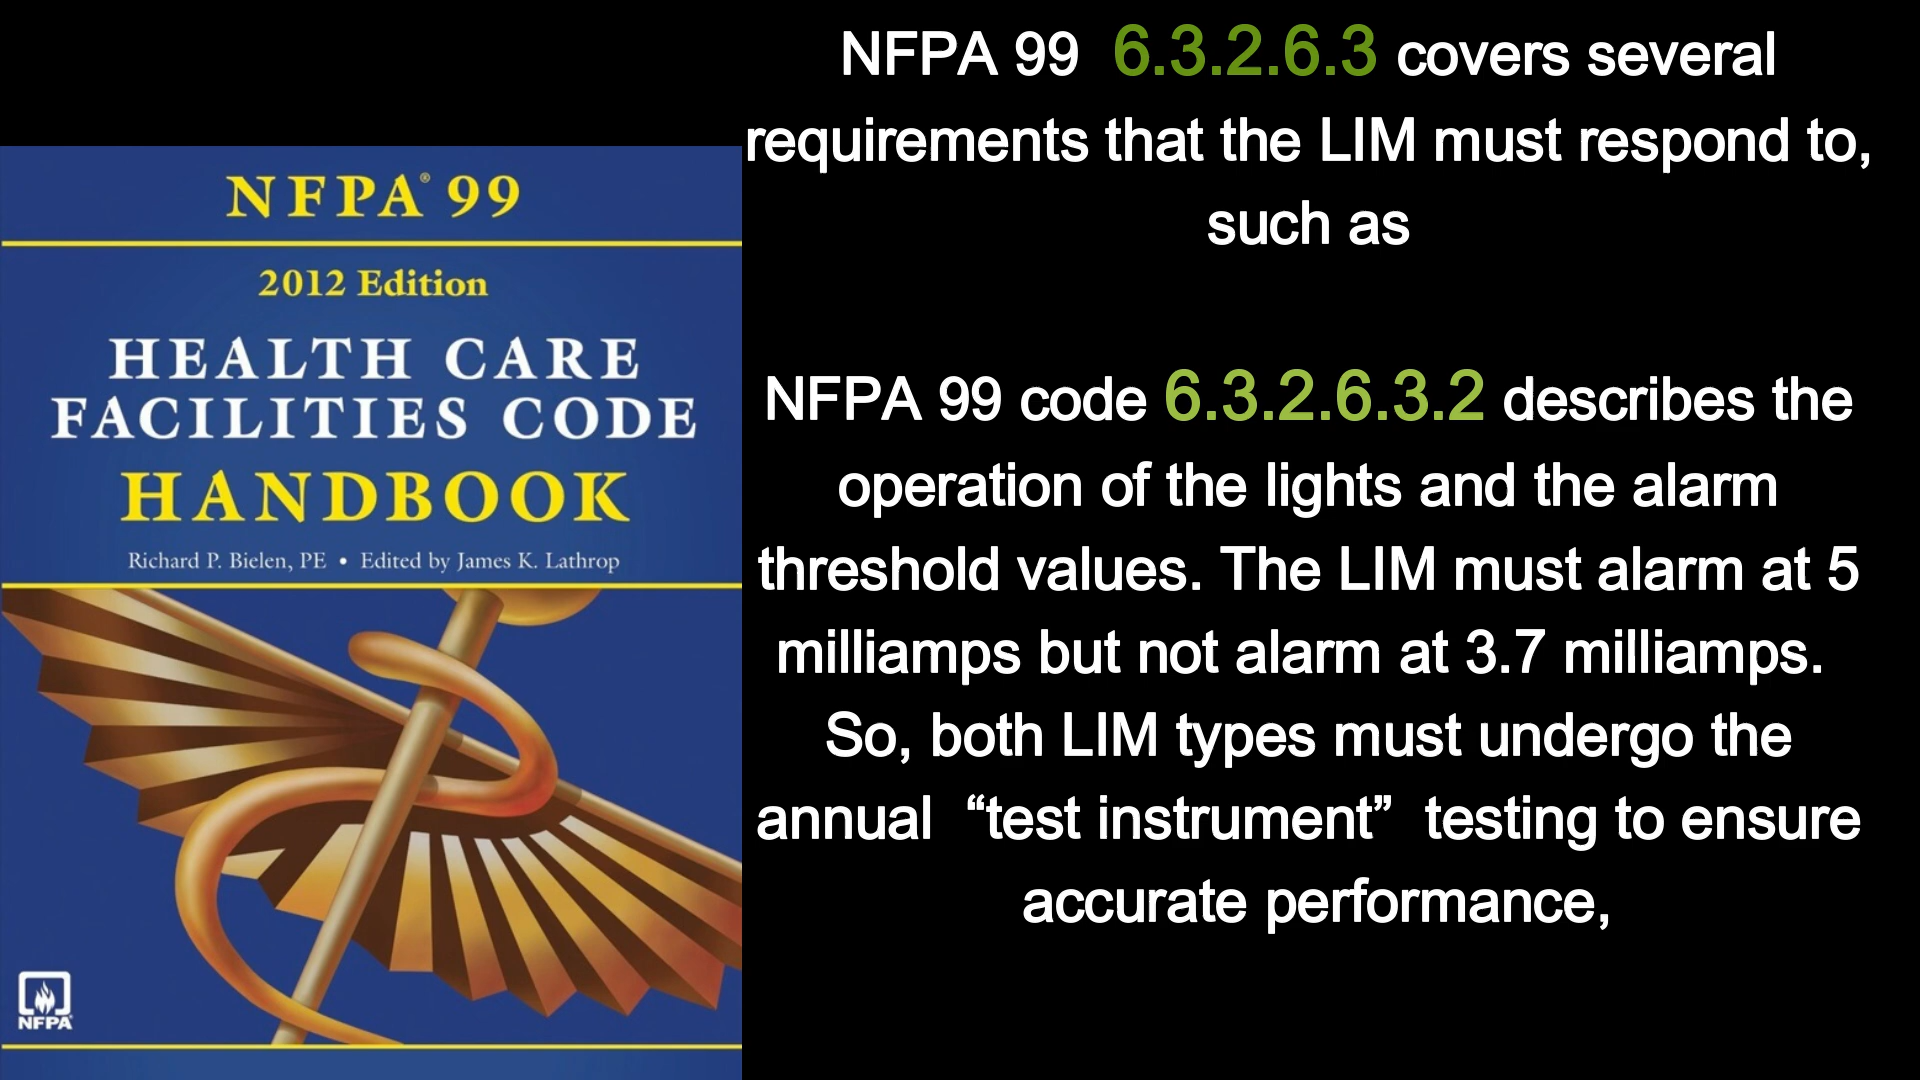 NFPA® 99
2012 Edition
HEALTH CARE
FACILITIES CODE
HANDBOOK
Richard P. Bielen, PE • Edited by James K. Lathrop
NFPA®
NFPA 99 6.3.2.6.3 covers several
requirements that the LIM must respond to,
such as
NFPA 99 code 6.3.2.6.3.2 describes the
operation of the lights and the alarm
threshold values. The LIM must alarm at 5
milliamps but not alarm at 3.7 milliamps.
So, both LIM types must undergo the
annual “test instrument” testing to ensure
accurate performance,